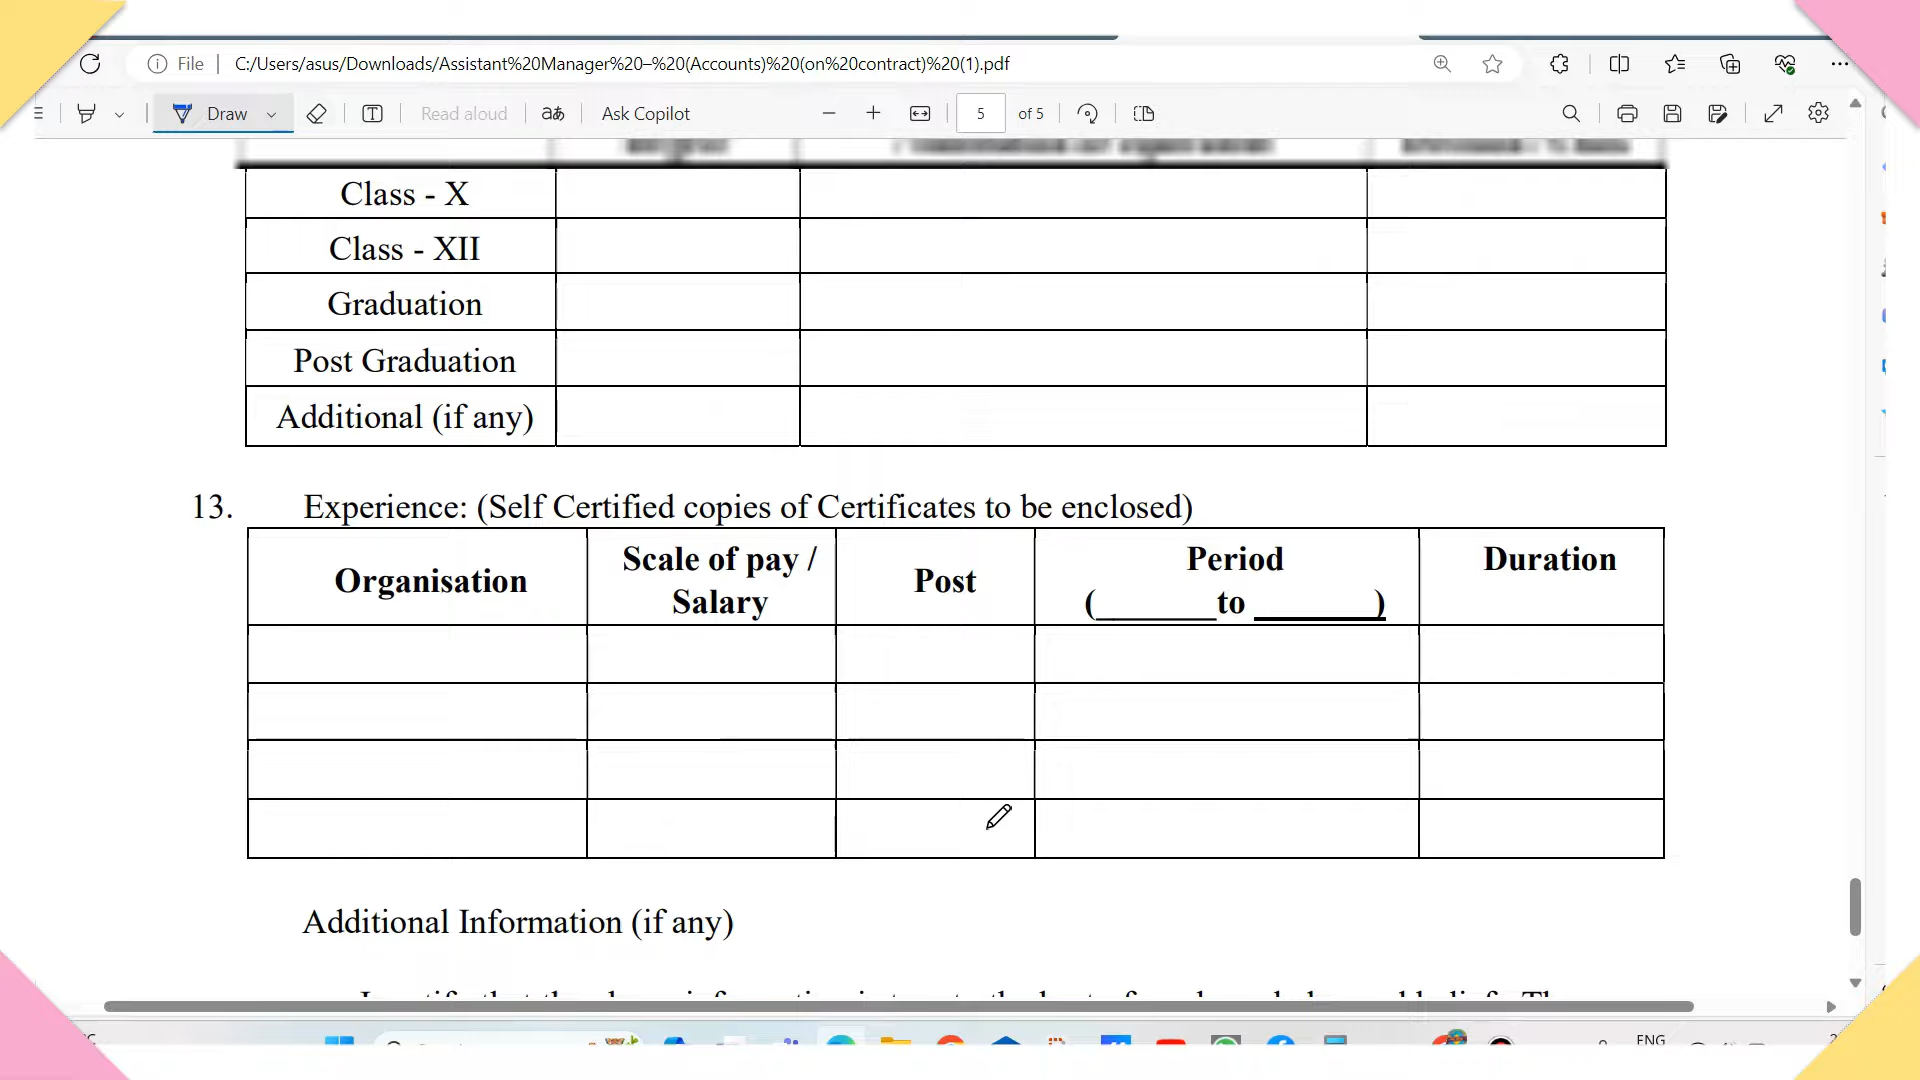 File
C:/Users/asus/Downloads/Assistant%20Manager%20–%20(Accounts)%20(on%20contract)%20(1).pdf
Draw
Read aloud
aあ
Ask Copilot
5
of 5
Class - X
Class - XII
Graduation
Post Graduation
Additional (if any)
13. Experience: (Self Certified copies of Certificates to be enclosed)
Organisation
Scale of pay /
Salary
Post
Period
(_______to _______)
Duration
Additional Information (if any)
ENG